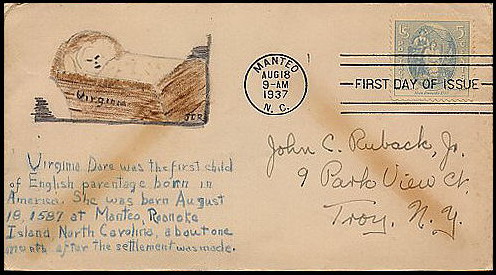 Virginia
JCR
MANTEO
AUG 18
9-AM
1937
N. C.
FIRST DAY OF ISSUE
5
Virginia Dare was the first child
of English parentage born in
America. She was born August
18, 1587 at Manteo, Roanoke
Island, North Carolina, about one
month after the settlement was made.
John C. Ruback, Jr.
9 Park View Ct.
Troy, N.Y.